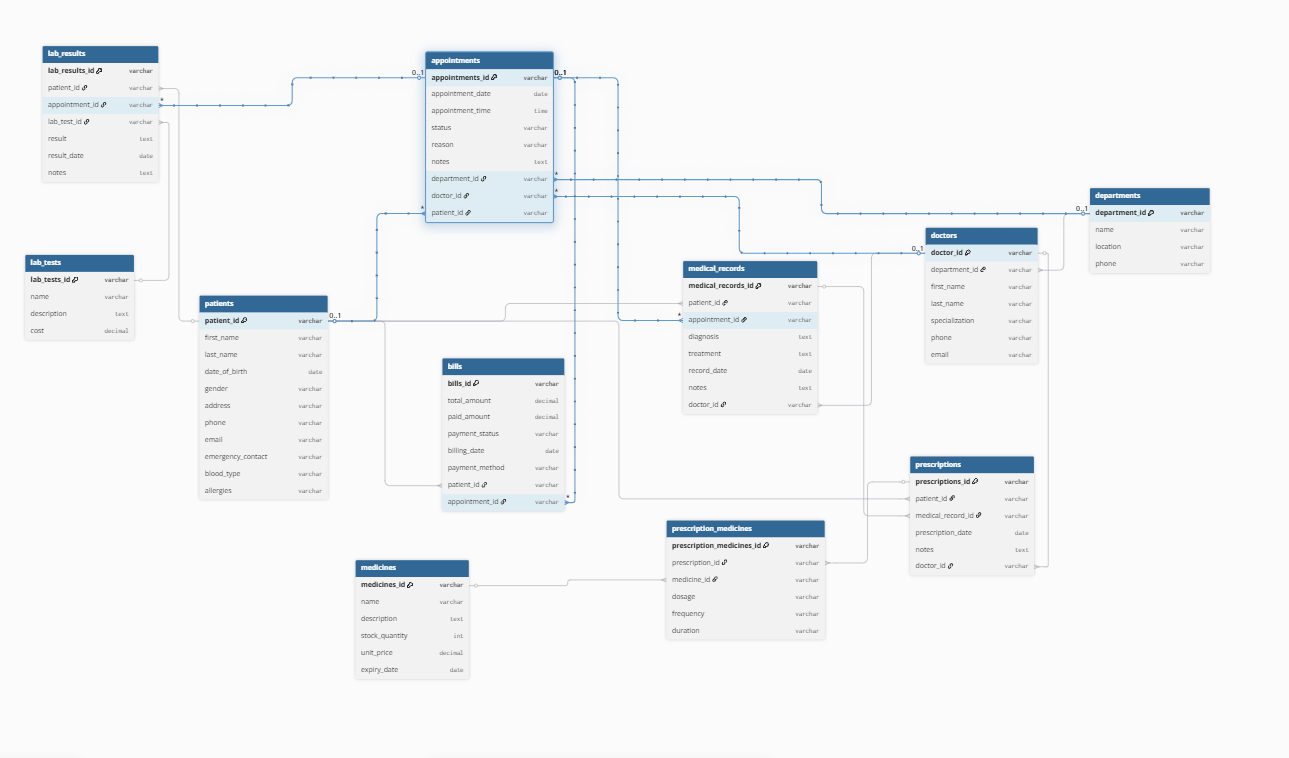 lab_results
lab_results_id varchar
patient_id varchar
appointment_id varchar
lab_test_id varchar
result text
result_date date
notes text
*
0..1
appointments
appointments_id varchar
appointment_date date
appointment_time time
status varchar
reason varchar
notes text
department_id varchar
doctor_id varchar
patient_id varchar
0..1
*
*
*
departments
department_id varchar
name varchar
location varchar
phone varchar
0..1
doctors
doctor_id varchar
department_id varchar
first_name varchar
last_name varchar
specialization varchar
phone varchar
email varchar
0..1
lab_tests
lab_tests_id varchar
name varchar
description text
cost decimal
patients
patient_id varchar
first_name varchar
last_name varchar
date_of_birth date
gender varchar
address varchar
phone varchar
email varchar
emergency_contact varchar
blood_type varchar
allergies varchar
0..1
medical_records
medical_records_id varchar
patient_id varchar
appointment_id varchar
diagnosis text
treatment text
record_date date
notes text
doctor_id varchar
*
bills
bills_id varchar
total_amount decimal
paid_amount decimal
payment_status varchar
billing_date date
payment_method varchar
patient_id varchar
appointment_id varchar
*
prescriptions
prescriptions_id varchar
patient_id varchar
medical_record_id varchar
prescription_date date
notes text
doctor_id varchar
prescription_medicines
prescription_medicines_id varchar
prescription_id varchar
medicine_id varchar
dosage varchar
frequency varchar
duration varchar
medicines
medicines_id varchar
name varchar
description text
stock_quantity int
unit_price decimal
expiry_date date